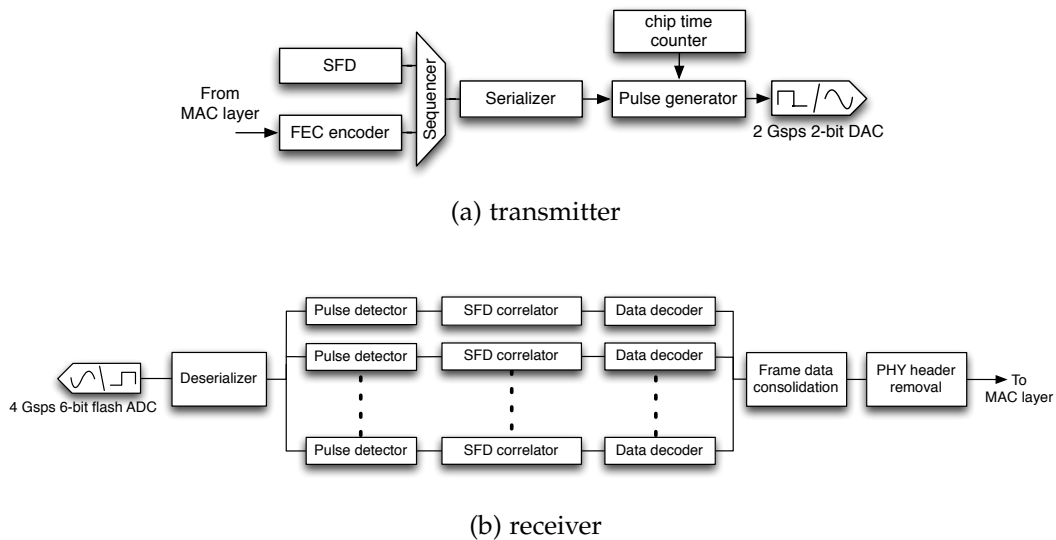 chip time
counter
SFD
From
MAC layer
FEC encoder
Sequencer
Serializer
Pulse generator
2 Gsps 2-bit DAC
(a) transmitter
Pulse detector
SFD correlator
Data decoder
Pulse detector
SFD correlator
Data decoder
Deserializer
Frame data
consolidation
PHY header
removal
To
MAC layer
4 Gsps 6-bit flash ADC
Pulse detector
SFD correlator
Data decoder
(b) receiver